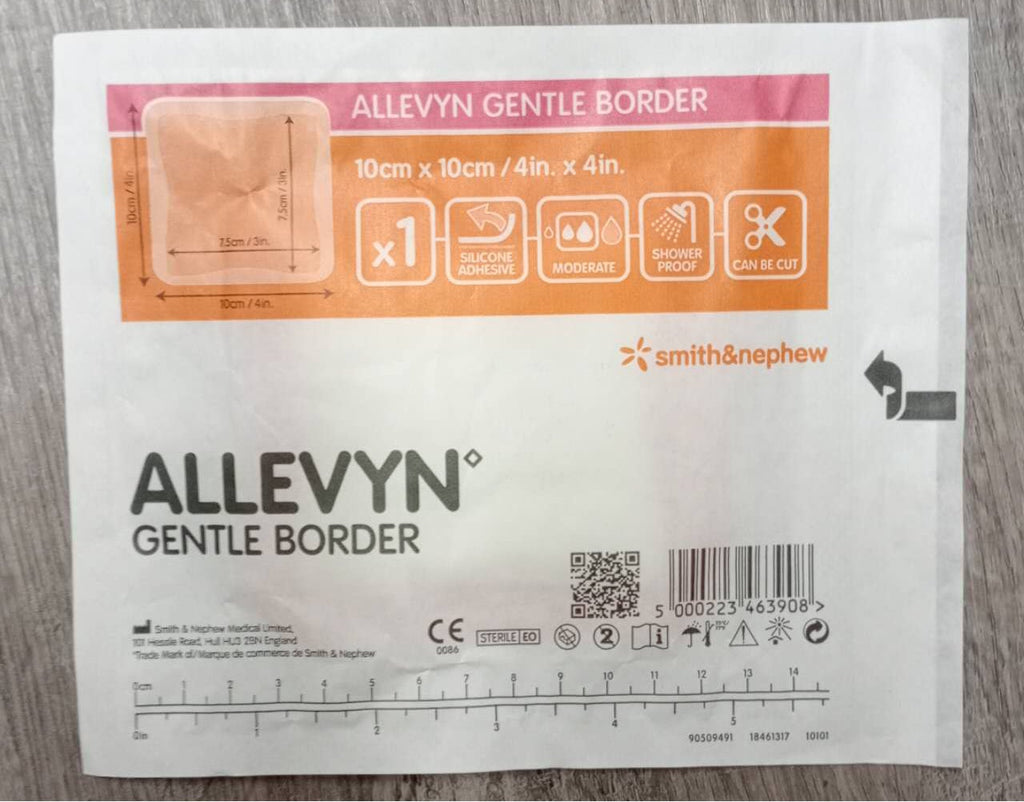 ALLEVYN GENTLE BORDER
10cm x 10cm / 4in. x 4in.
10cm / 4in.
7.5cm / 3in.
7.5cm / 3in.
10cm / 4in.
x1
SILICONE
ADHESIVE
MODERATE
SHOWER
PROOF
CAN BE CUT
smith&nephew
ALLEVYN◇
GENTLE BORDER
5 000223 463908 >
Smith & Nephew Medical Limited,
101 Hessle Road, Hull HU3 2BN England
*Trade Mark of/Marque de commerce de Smith & Nephew
CE
0086
STERILE EO
2
i
0cm 1 2 3 4 5 6 7 8 9 10 11 12 13 14
0in 1 2 3 4 5
90509491 18461317 10101